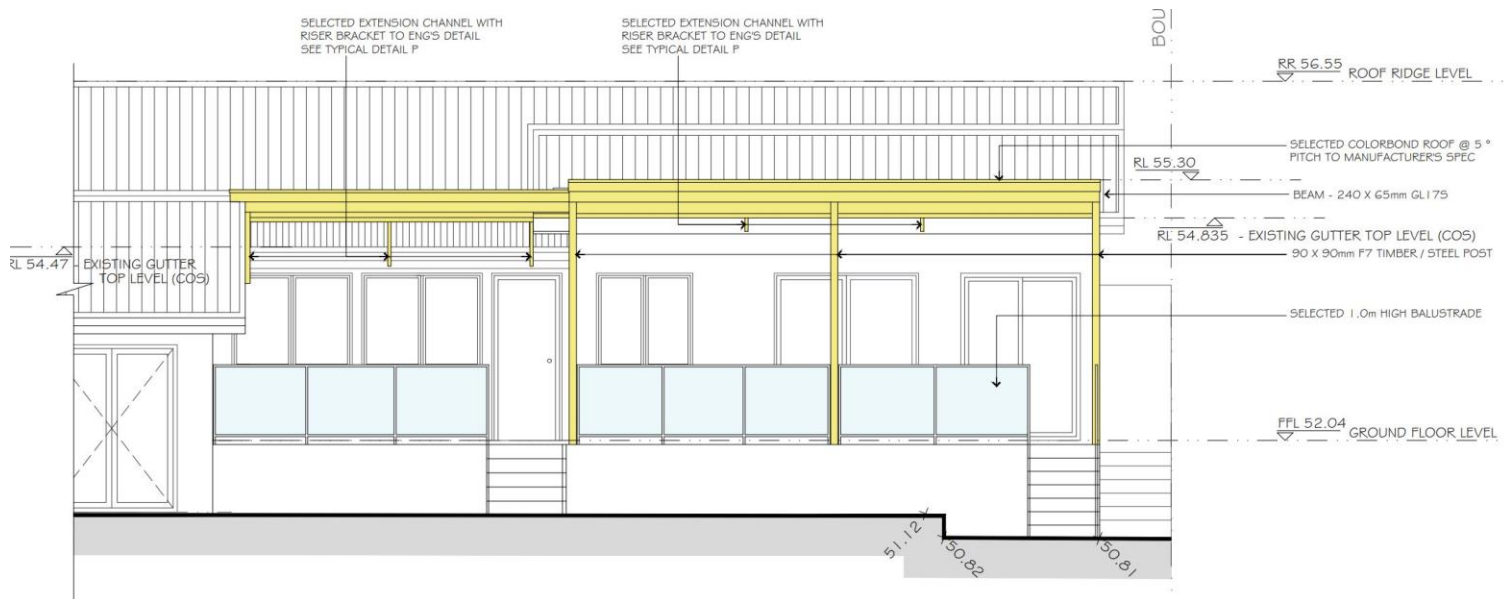 SELECTED EXTENSION CHANNEL WITH
RISER BRACKET TO ENG'S DETAIL
SEE TYPICAL DETAIL P
SELECTED EXTENSION CHANNEL WITH
RISER BRACKET TO ENG'S DETAIL
SEE TYPICAL DETAIL P
BOU
RR 56.55
ROOF RIDGE LEVEL
SELECTED COLORBOND ROOF @ 5 °
PITCH TO MANUFACTURER'S SPEC
RL 55.30
BEAM - 240 X 65mm GL17S
RL 54.835 - EXISTING GUTTER TOP LEVEL (COS)
90 X 90mm F7 TIMBER / STEEL POST
RL 54.47 - EXISTING GUTTER
TOP LEVEL (COS)
SELECTED 1.0m HIGH BALUSTRADE
FFL 52.04
GROUND FLOOR LEVEL
51.12
50.82
50.81